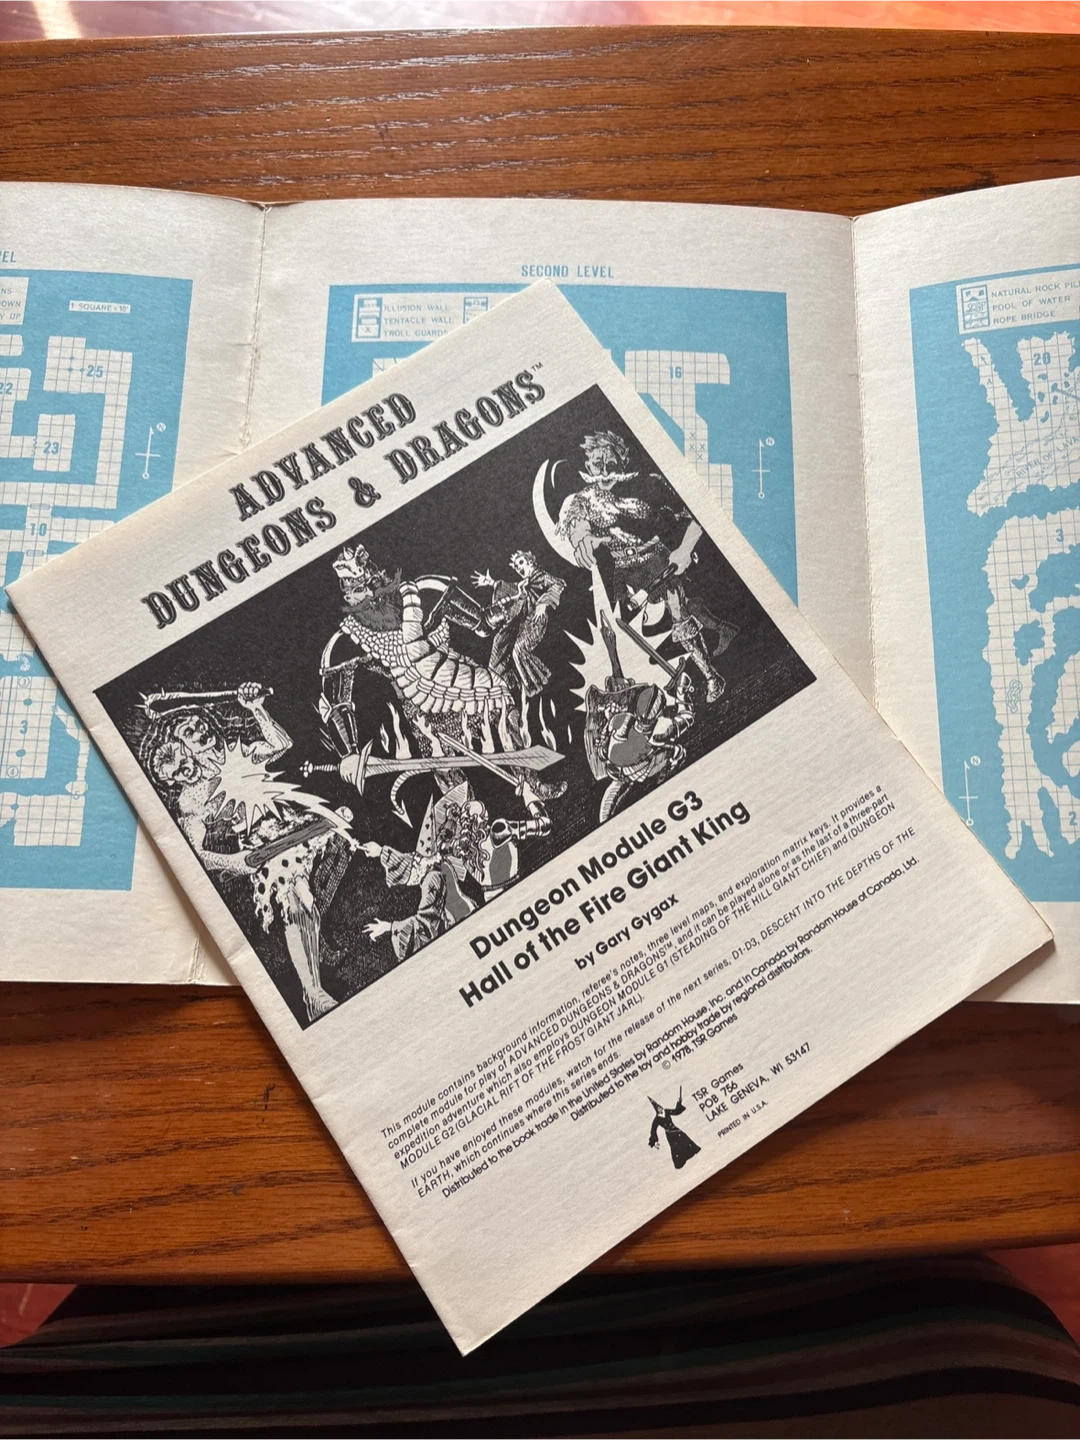 SECOND LEVEL
1 SQUARE = 10'
ILLUSION WALL
TENTACLE WALL
TROLL GUARDS
NATURAL ROCK
POOL OF WATER
ROPE BRIDGE
25
22
23
10
3
16
20
3
2
ADVANCED
DUNGEONS & DRAGONS™
Dungeon Module G3
Hall of the Fire Giant King
by Gary Gygax
This module contains background information, referee's notes, three level maps, and exploration matrix keys. It provides a
complete module for play of ADVANCED DUNGEONS & DRAGONS™, and it can be played alone or as the last of a three-part
expedition adventure which also employs DUNGEON MODULE G1 (STEADING OF THE HILL GIANT CHIEF) and (DUNGEON
MODULE G2 (GLACIAL RIFT OF THE FROST GIANT JARL).
If you have enjoyed these modules, watch for the release of the next series, D1-D3, DESCENT INTO THE DEPTHS OF THE
EARTH, which continues where this series ends.
Distributed to the book trade in the United States by Random House, Inc. and in Canada by Random House of Canada, Ltd.
Distributed to the toy and hobby trade by regional distributors.
© 1978, TSR Games
TSR Games
POB 756
LAKE GENEVA, WI 53147
PRINTED IN U.S.A.